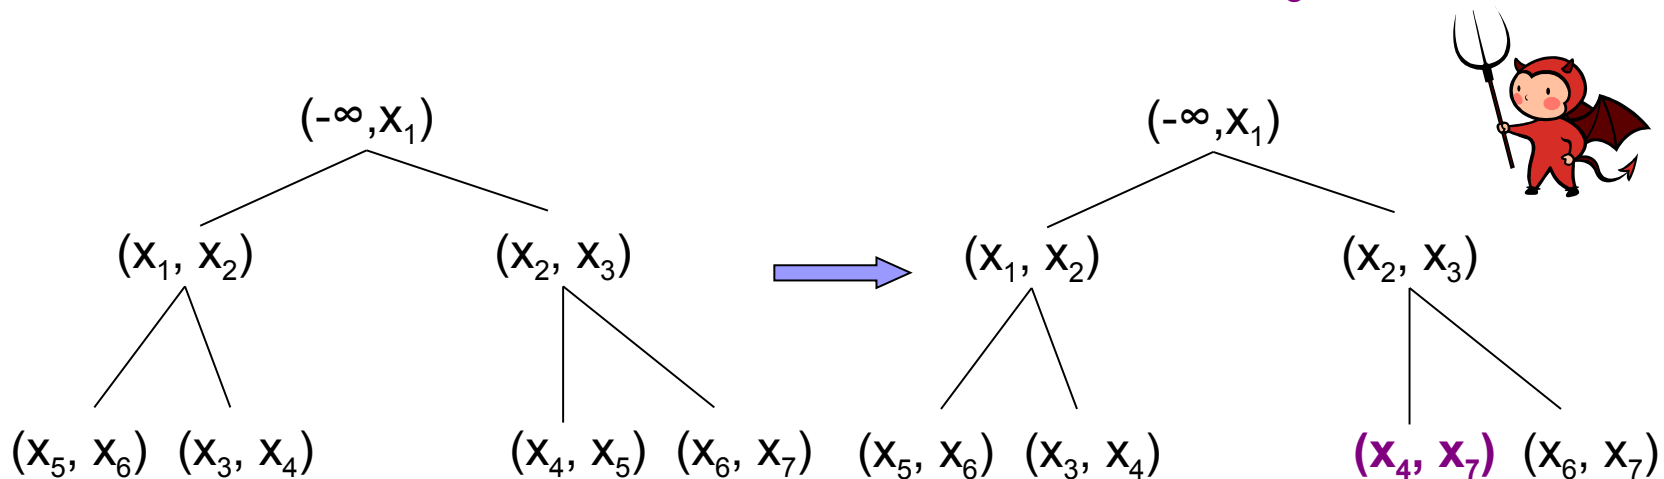 (-∞,x₁) (-∞,x₁)
(x₁, x₂) (x₂, x₃) (x₁, x₂) (x₂, x₃)
(x₅, x₆) (x₃, x₄) (x₄, x₅) (x₆, x₇) (x₅, x₆) (x₃, x₄) (x₄, x₇) (x₆, x₇)